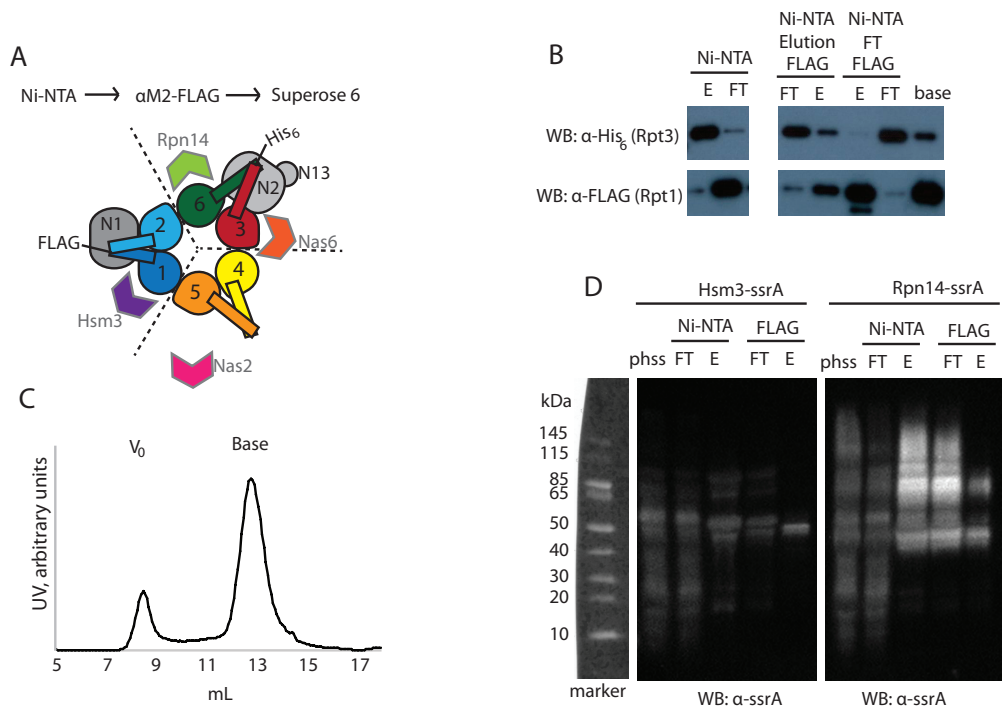 A
Ni-NTA → αM2-FLAG → Superose 6
Rpn14
His6
N13
N2
6
3
N1
2
FLAG
1
Nas6
4
5
Hsm3
Nas2
B
Ni-NTA
E FT
Ni-NTA
Elution
FLAG
FT E
Ni-NTA
FT
FLAG
E FT
base
WB: α-His6 (Rpt3)
WB: α-FLAG (Rpt1)
C
V0
Base
UV, arbitrary units
5 7 9 11 13 15 17
mL
D
Hsm3-ssrA
Ni-NTA FLAG
phss FT E FT E
Rpn14-ssrA
Ni-NTA FLAG
phss FT E FT E
kDa
145
115
85
65
50
40
30
20
10
marker
WB: α-ssrA
WB: α-ssrA